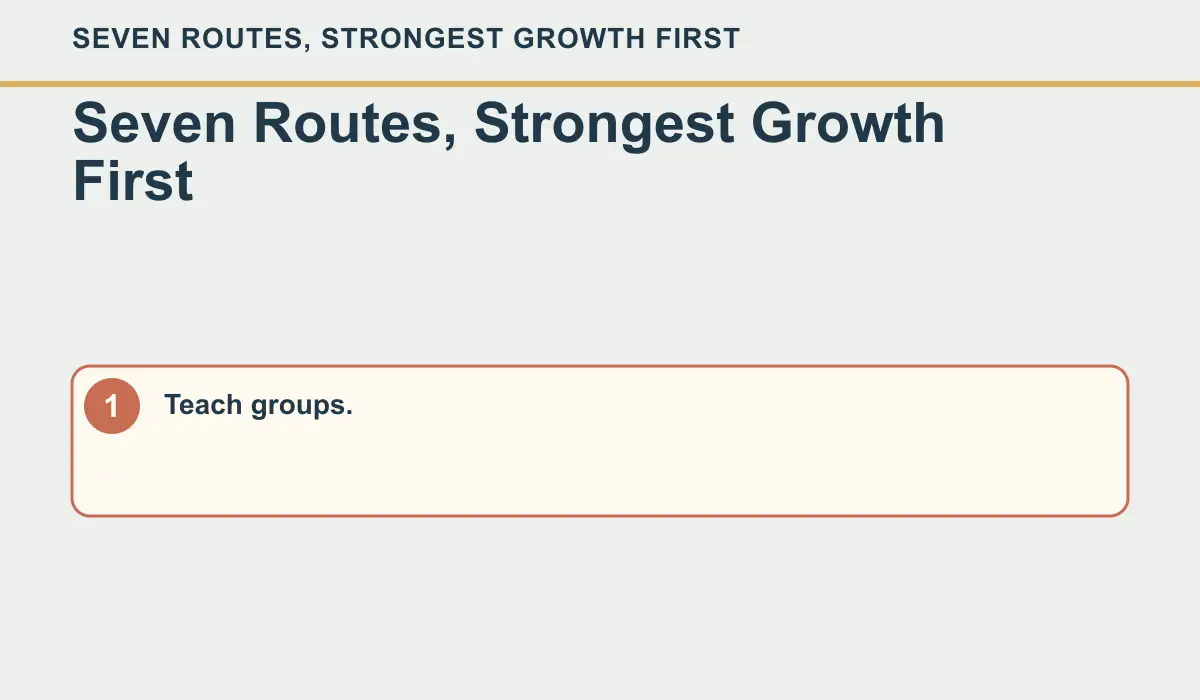 SEVEN ROUTES, STRONGEST GROWTH FIRST
Seven Routes, Strongest Growth
First
1 Teach groups.